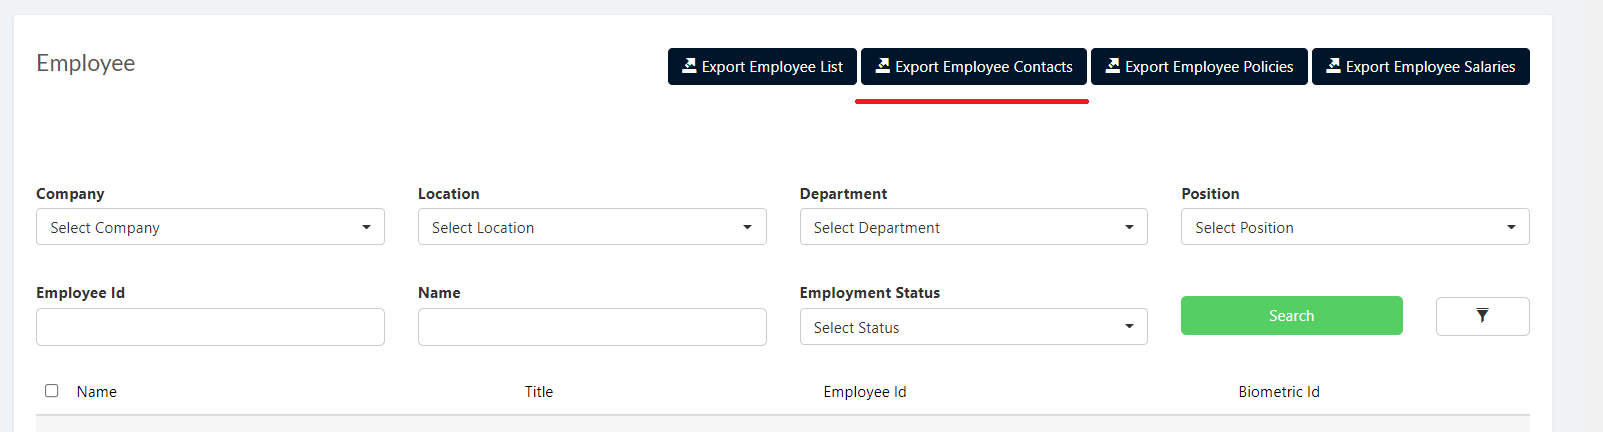 Employee
Export Employee List
Export Employee Contacts
Export Employee Policies
Export Employee Salaries
Company
Location
Department
Position
Select Company
Select Location
Select Department
Select Position
Employee Id
Name
Employment Status
Select Status
Search
Name
Title
Employee Id
Biometric Id